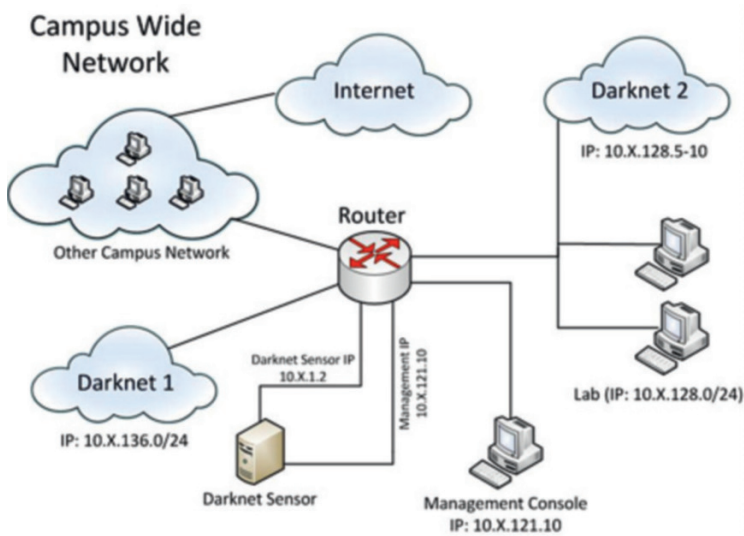 Campus Wide
Network
Internet
Darknet 2
IP: 10.X.128.5-10
Router
Other Campus Network
Darknet Sensor IP
10.X.1.2
Management IP
10.X.121.10
Darknet 1
IP: 10.X.136.0/24
Lab (IP: 10.X.128.0/24)
Darknet Sensor
Management Console
IP: 10.X.121.10